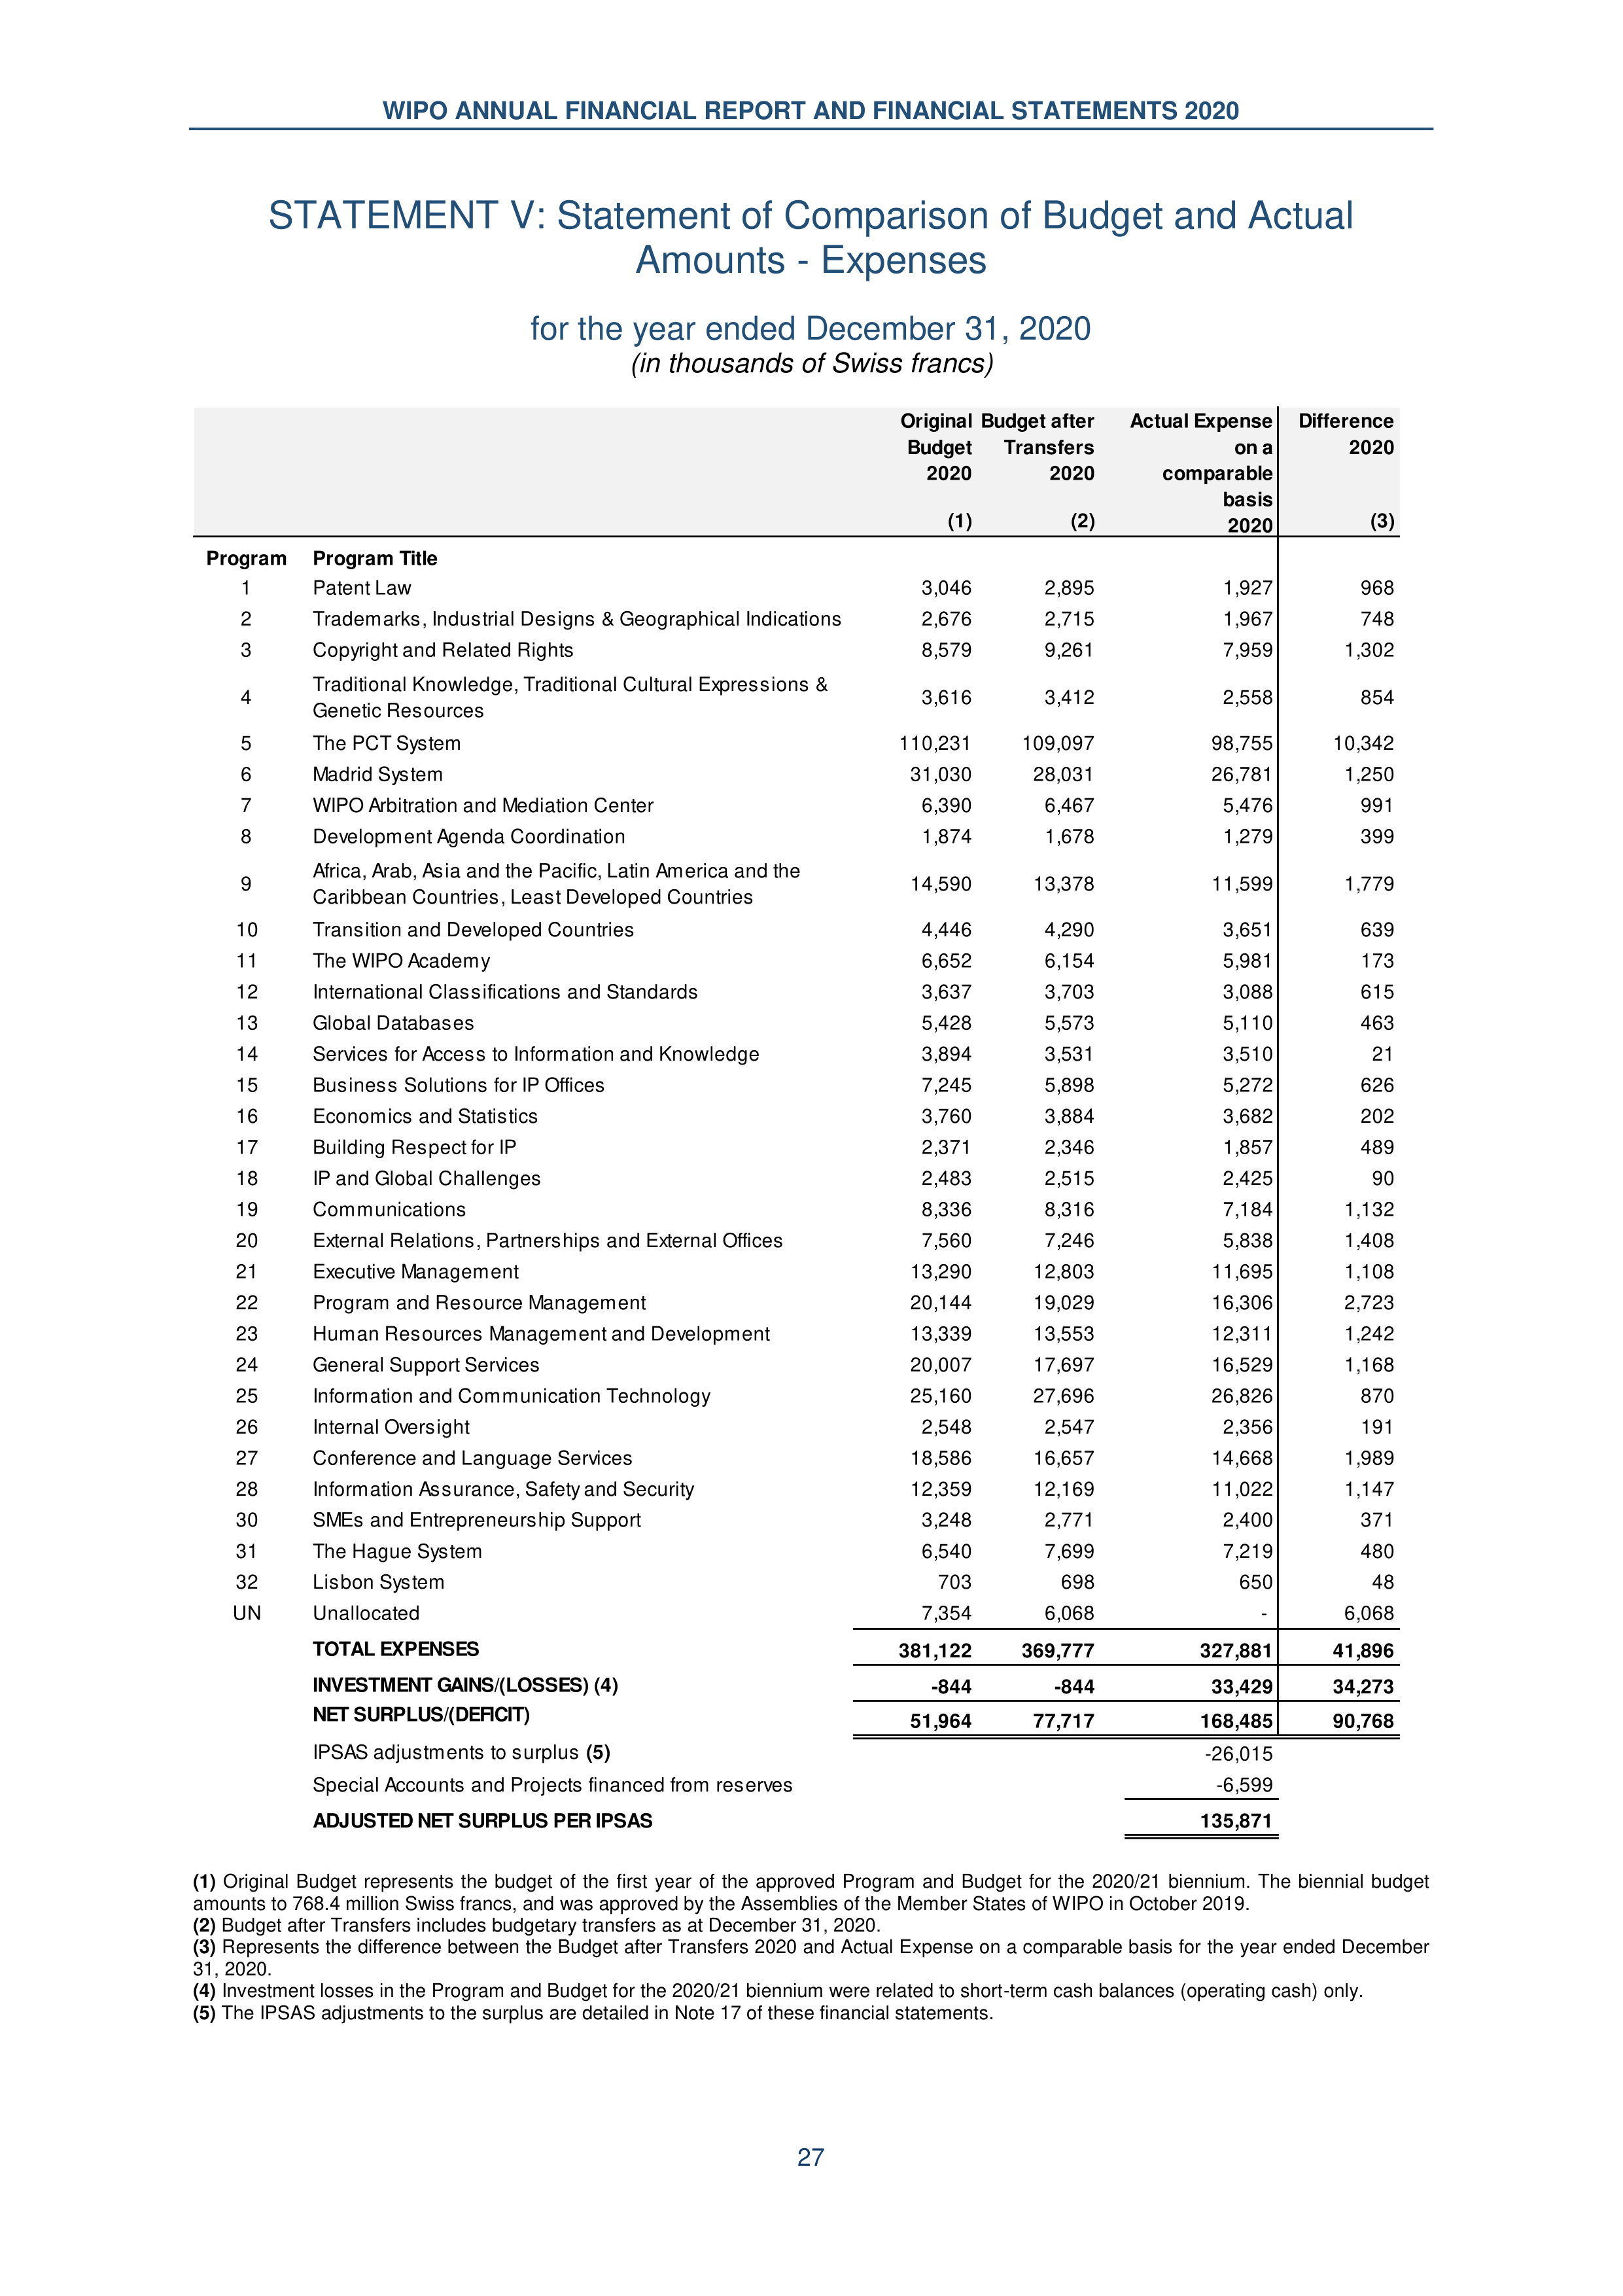 WIPO ANNUAL FINANCIAL REPORT AND FINANCIAL STATEMENTS 2020
STATEMENT V: Statement of Comparison of Budget and Actual
Amounts - Expenses
for the year ended December 31, 2020
(in thousands of Swiss francs)
Original Budget after Actual Expense Difference
Budget Transfers on a 2020
2020 2020 comparable
basis
(1) (2) 2020 (3)
Program Program Title
1 Patent Law 3,046 2,895 1,927 968
2 Trademarks, Industrial Designs & Geographical Indications 2,676 2,715 1,967 748
3 Copyright and Related Rights 8,579 9,261 7,959 1,302
Traditional Knowledge, Traditional Cultural Expressions &
4 Genetic Resources 3,616 3,412 2,558 854
5 The PCT System 110,231 109,097 98,755 10,342
6 Madrid System 31,030 28,031 26,781 1,250
7 WIPO Arbitration and Mediation Center 6,390 6,467 5,476 991
8 Development Agenda Coordination 1,874 1,678 1,279 399
Africa, Arab, Asia and the Pacific, Latin America and the
9 Caribbean Countries, Least Developed Countries 14,590 13,378 11,599 1,779
10 Transition and Developed Countries 4,446 4,290 3,651 639
11 The WIPO Academy 6,652 6,154 5,981 173
12 International Classifications and Standards 3,637 3,703 3,088 615
13 Global Databases 5,428 5,573 5,110 463
14 Services for Access to Information and Knowledge 3,894 3,531 3,510 21
15 Business Solutions for IP Offices 7,245 5,898 5,272 626
16 Economics and Statistics 3,760 3,884 3,682 202
17 Building Respect for IP 2,371 2,346 1,857 489
18 IP and Global Challenges 2,483 2,515 2,425 90
19 Communications 8,336 8,316 7,184 1,132
20 External Relations, Partnerships and External Offices 7,560 7,246 5,838 1,408
21 Executive Management 13,290 12,803 11,695 1,108
22 Program and Resource Management 20,144 19,029 16,306 2,723
23 Human Resources Management and Development 13,339 13,553 12,311 1,242
24 General Support Services 20,007 17,697 16,529 1,168
25 Information and Communication Technology 25,160 27,696 26,826 870
26 Internal Oversight 2,548 2,547 2,356 191
27 Conference and Language Services 18,586 16,657 14,668 1,989
28 Information Assurance, Safety and Security 12,359 12,169 11,022 1,147
30 SMEs and Entrepreneurship Support 3,248 2,771 2,400 371
31 The Hague System 6,540 7,699 7,219 480
32 Lisbon System 703 698 650 48
UN Unallocated 7,354 6,068 - 6,068
TOTAL EXPENSES 381,122 369,777 327,881 41,896
INVESTMENT GAINS/(LOSSES) (4) -844 -844 33,429 34,273
NET SURPLUS/(DEFICIT) 51,964 77,717 168,485 90,768
IPSAS adjustments to surplus (5) -26,015
Special Accounts and Projects financed from reserves -6,599
ADJUSTED NET SURPLUS PER IPSAS 135,871
(1) Original Budget represents the budget of the first year of the approved Program and Budget for the 2020/21 biennium. The biennial budget
amounts to 768.4 million Swiss francs, and was approved by the Assemblies of the Member States of WIPO in October 2019.
(2) Budget after Transfers includes budgetary transfers as at December 31, 2020.
(3) Represents the difference between the Budget after Transfers 2020 and Actual Expense on a comparable basis for the year ended December
31, 2020.
(4) Investment losses in the Program and Budget for the 2020/21 biennium were related to short-term cash balances (operating cash) only.
(5) The IPSAS adjustments to the surplus are detailed in Note 17 of these financial statements.
27